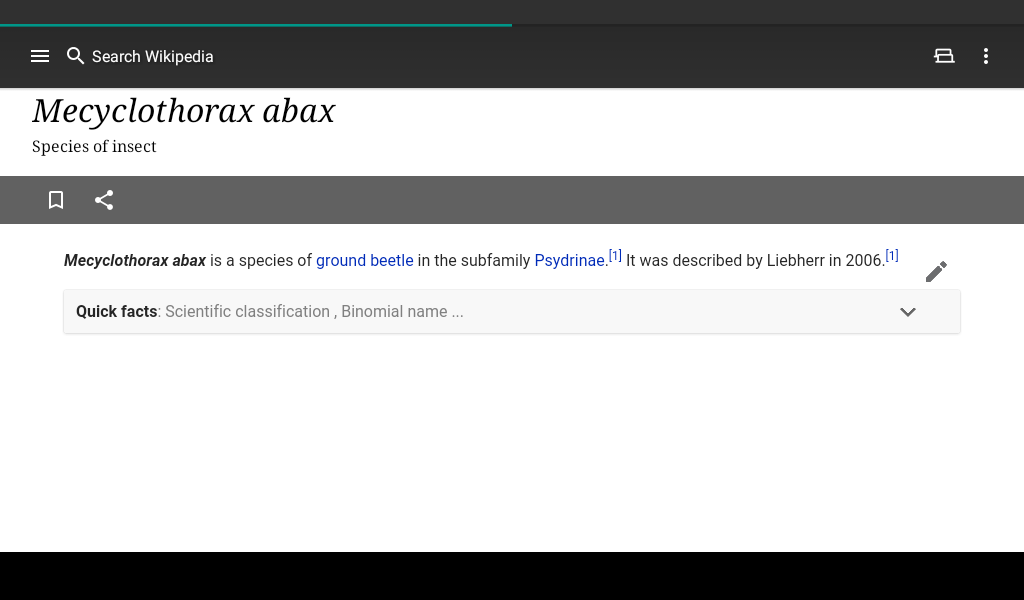 Search Wikipedia
Mecyclothorax abax
Species of insect
Mecyclothorax abax is a species of ground beetle in the subfamily Psydrinae.[1] It was described by Liebherr in 2006.[1]
Quick facts: Scientific classification , Binomial name ...